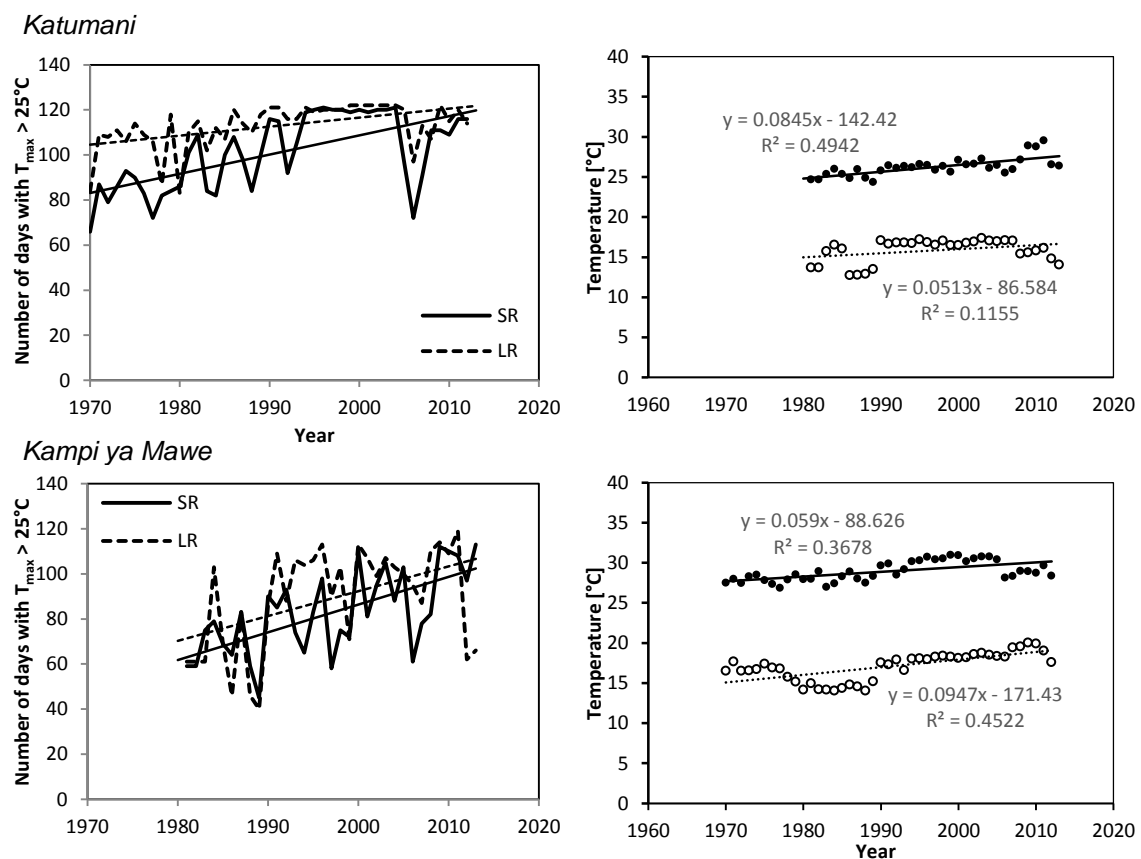 Katumani
Number of days with Tmax > 25°C
140
120
100
80
60
40
20
0
SR
LR
1970 1980 1990 2000 2010 2020
Year
Temperature [°C]
40
35
30
25
20
15
10
5
0
y = 0.0845x - 142.42
R² = 0.4942
y = 0.0513x - 86.584
R² = 0.1155
1960 1970 1980 1990 2000 2010 2020
Kampi ya Mawe
Number of days with Tmax > 25°C
140
120
100
80
60
40
20
0
SR
LR
1970 1980 1990 2000 2010 2020
Temperature [°C]
40
35
30
25
20
15
10
5
0
y = 0.059x - 88.626
R² = 0.3678
y = 0.0947x - 171.43
R² = 0.4522
1960 1970 1980 1990 2000 2010 2020
Year